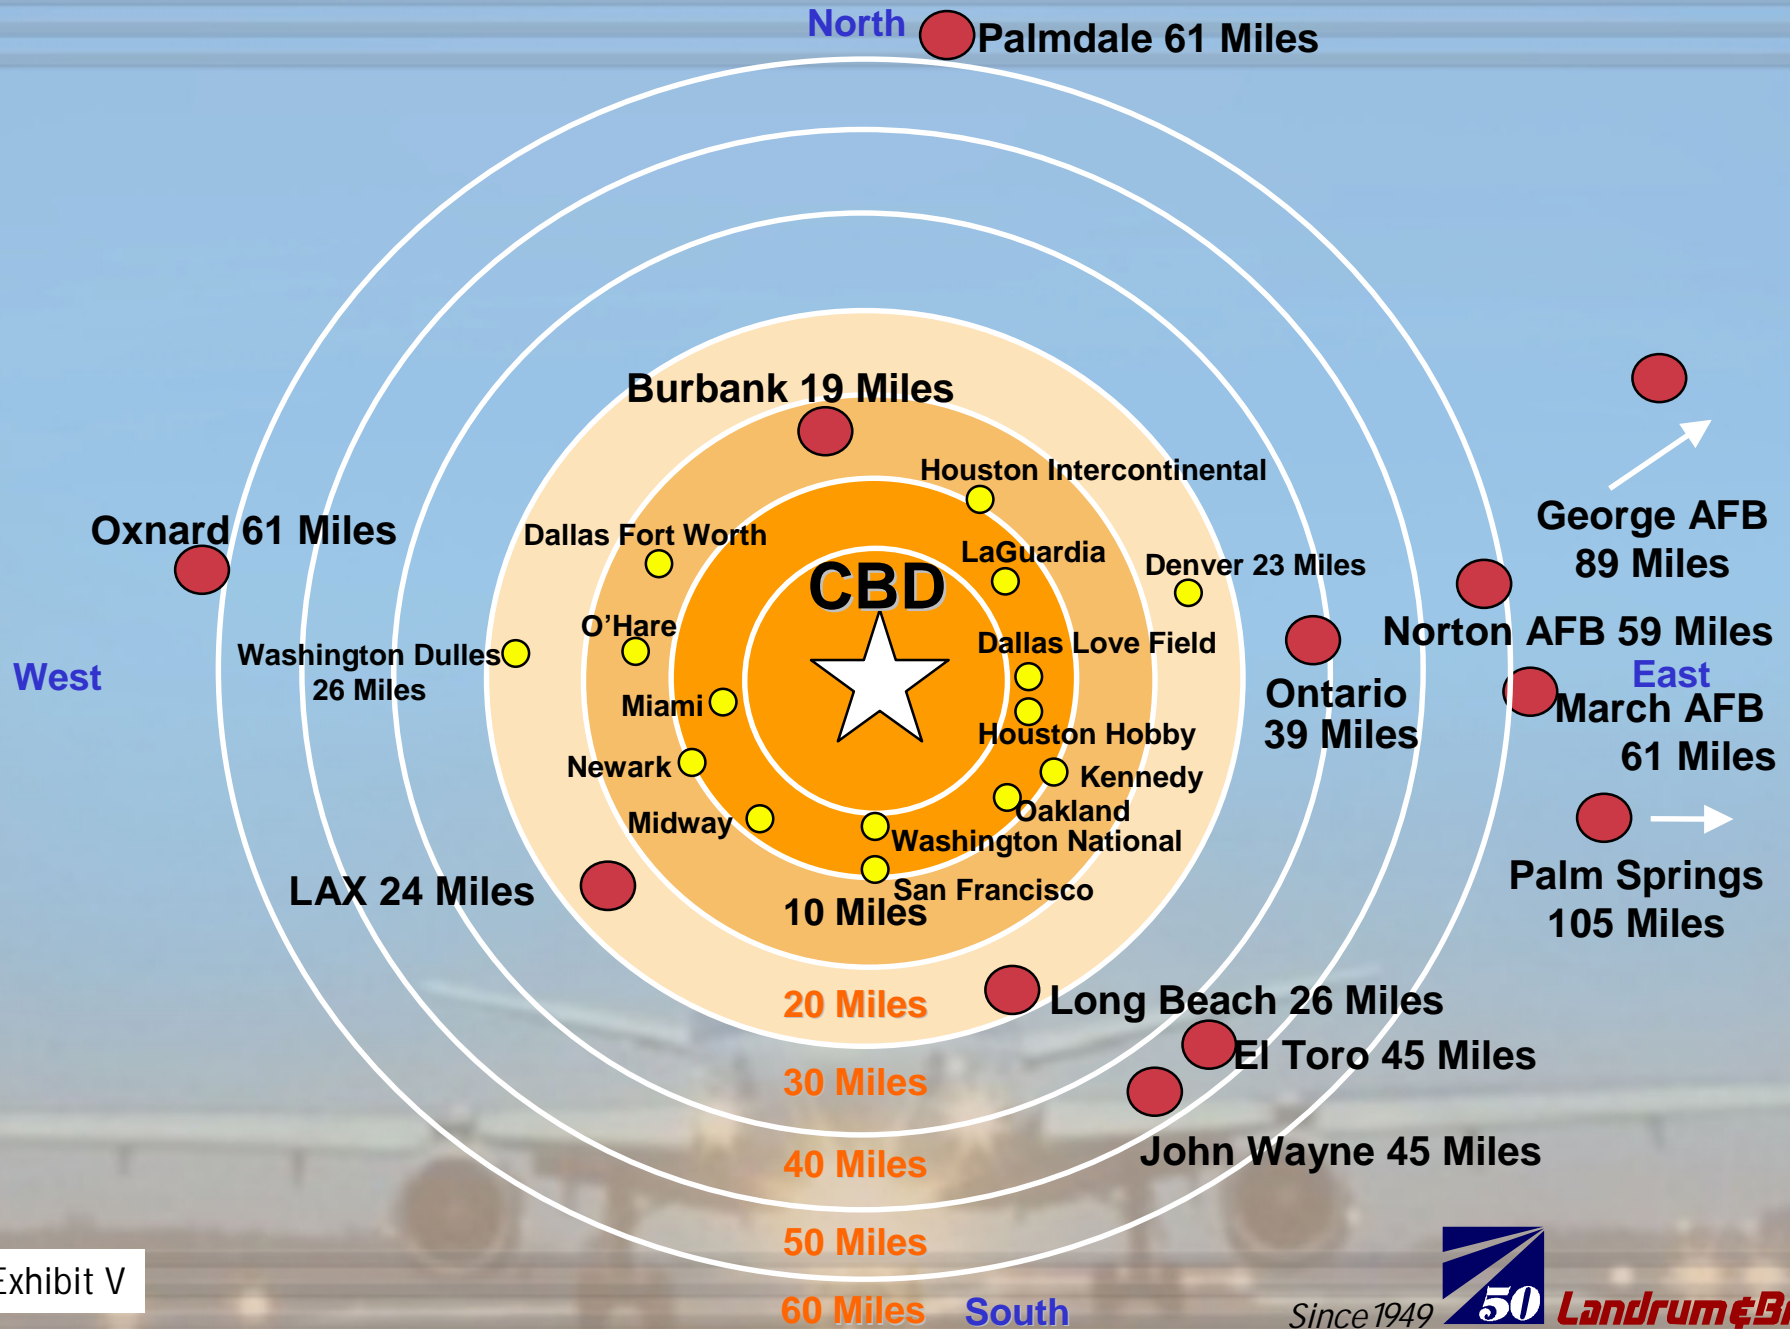 North
Palmdale 61 Miles
Burbank 19 Miles
Houston Intercontinental
Oxnard 61 Miles
Dallas Fort Worth
LaGuardia
Denver 23 Miles
George AFB
89 Miles
CBD
O’Hare
Washington Dulles
26 Miles
Dallas Love Field
Norton AFB 59 Miles
West
East
Miami
Ontario
39 Miles
March AFB
61 Miles
Houston Hobby
Newark
Kennedy
Midway
Oakland
Washington National
LAX 24 Miles
San Francisco
10 Miles
Palm Springs
105 Miles
20 Miles
Long Beach 26 Miles
El Toro 45 Miles
30 Miles
John Wayne 45 Miles
40 Miles
50 Miles
Exhibit V
60 Miles
South
Since 1949
50
Landrum&B